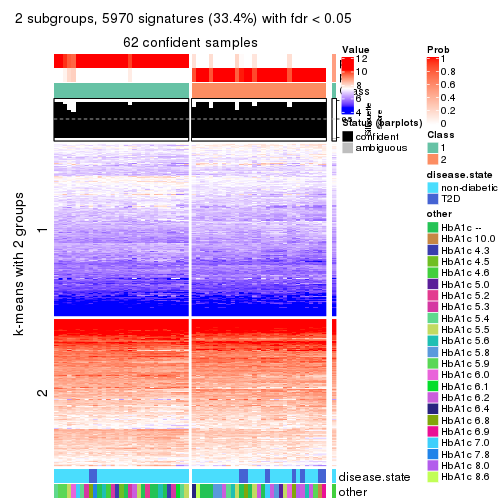 2 subgroups, 5970 signatures (33.4%) with fdr < 0.05
62 confident samples
k-means with 2 groups
1
2
Value
12
10
8
6
4
Status (barplots)
confident
ambiguous
Prob
1
0.8
0.6
0.4
0.2
0
Class
1
2
disease.state
non-diabetic
T2D
other
HbA1c --
HbA1c 10.0
HbA1c 4.3
HbA1c 4.5
HbA1c 4.6
HbA1c 5.0
HbA1c 5.2
HbA1c 5.3
HbA1c 5.4
HbA1c 5.5
HbA1c 5.6
HbA1c 5.8
HbA1c 5.9
HbA1c 6.0
HbA1c 6.1
HbA1c 6.2
HbA1c 6.4
HbA1c 6.8
HbA1c 6.9
HbA1c 7.0
HbA1c 7.8
HbA1c 8.0
HbA1c 8.6
disease.state
other